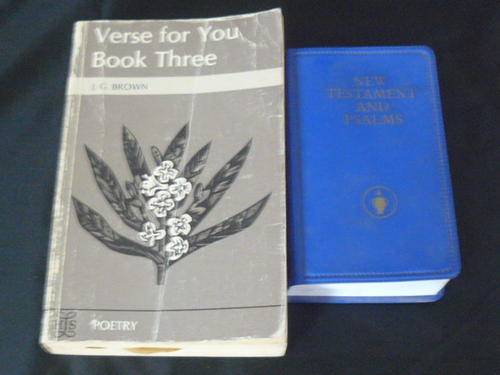 Verse for You
Book Three
J. G. BROWN
POETRY
NEW
TESTAMENT
AND
PSALMS